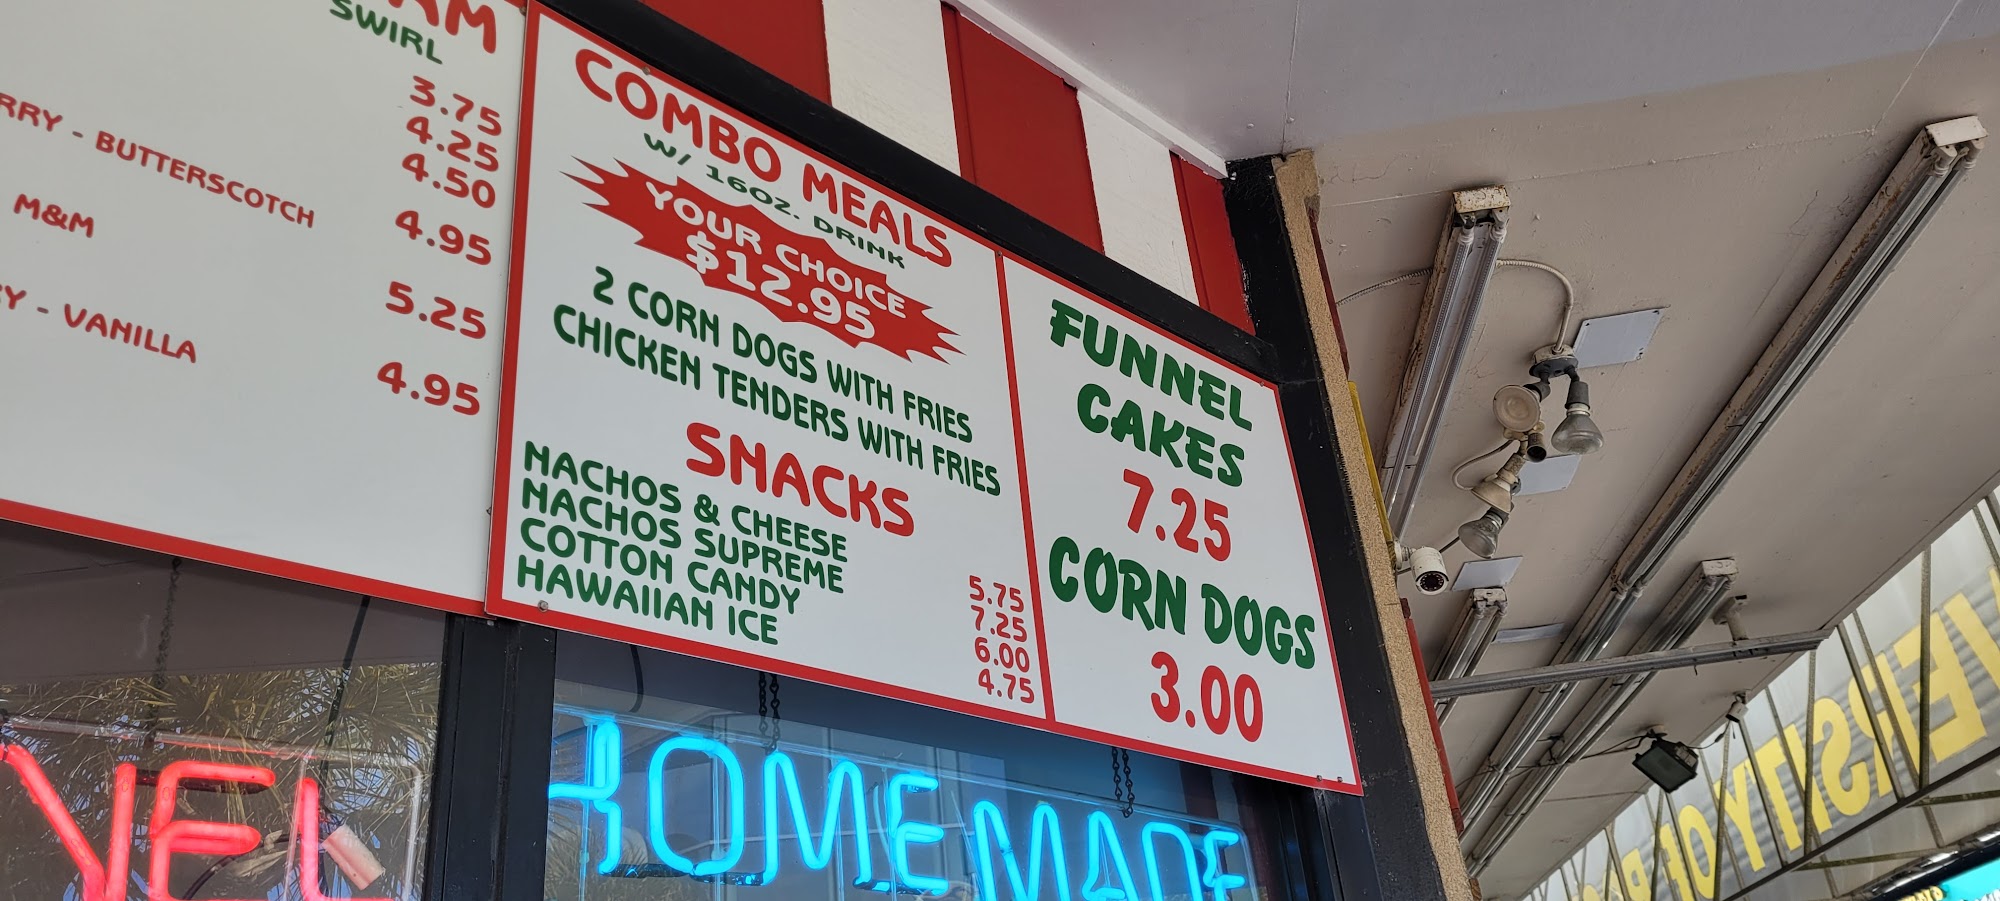 SWIRL
3.75
4.25
4.50
BUTTERSCOTCH 4.95
M&M
5.25
- VANILLA
4.95
COMBO MEALS
W/ 16OZ. DRINK
YOUR CHOICE
$12.95
2 CORN DOGS WITH FRIES
CHICKEN TENDERS WITH FRIES
SNACKS
NACHOS & CHEESE 5.75
NACHOS SUPREME 7.25
COTTON CANDY 6.00
HAWAIIAN ICE 4.75
FUNNEL
CAKES
7.25
CORN DOGS
3.00
HOMEMADE